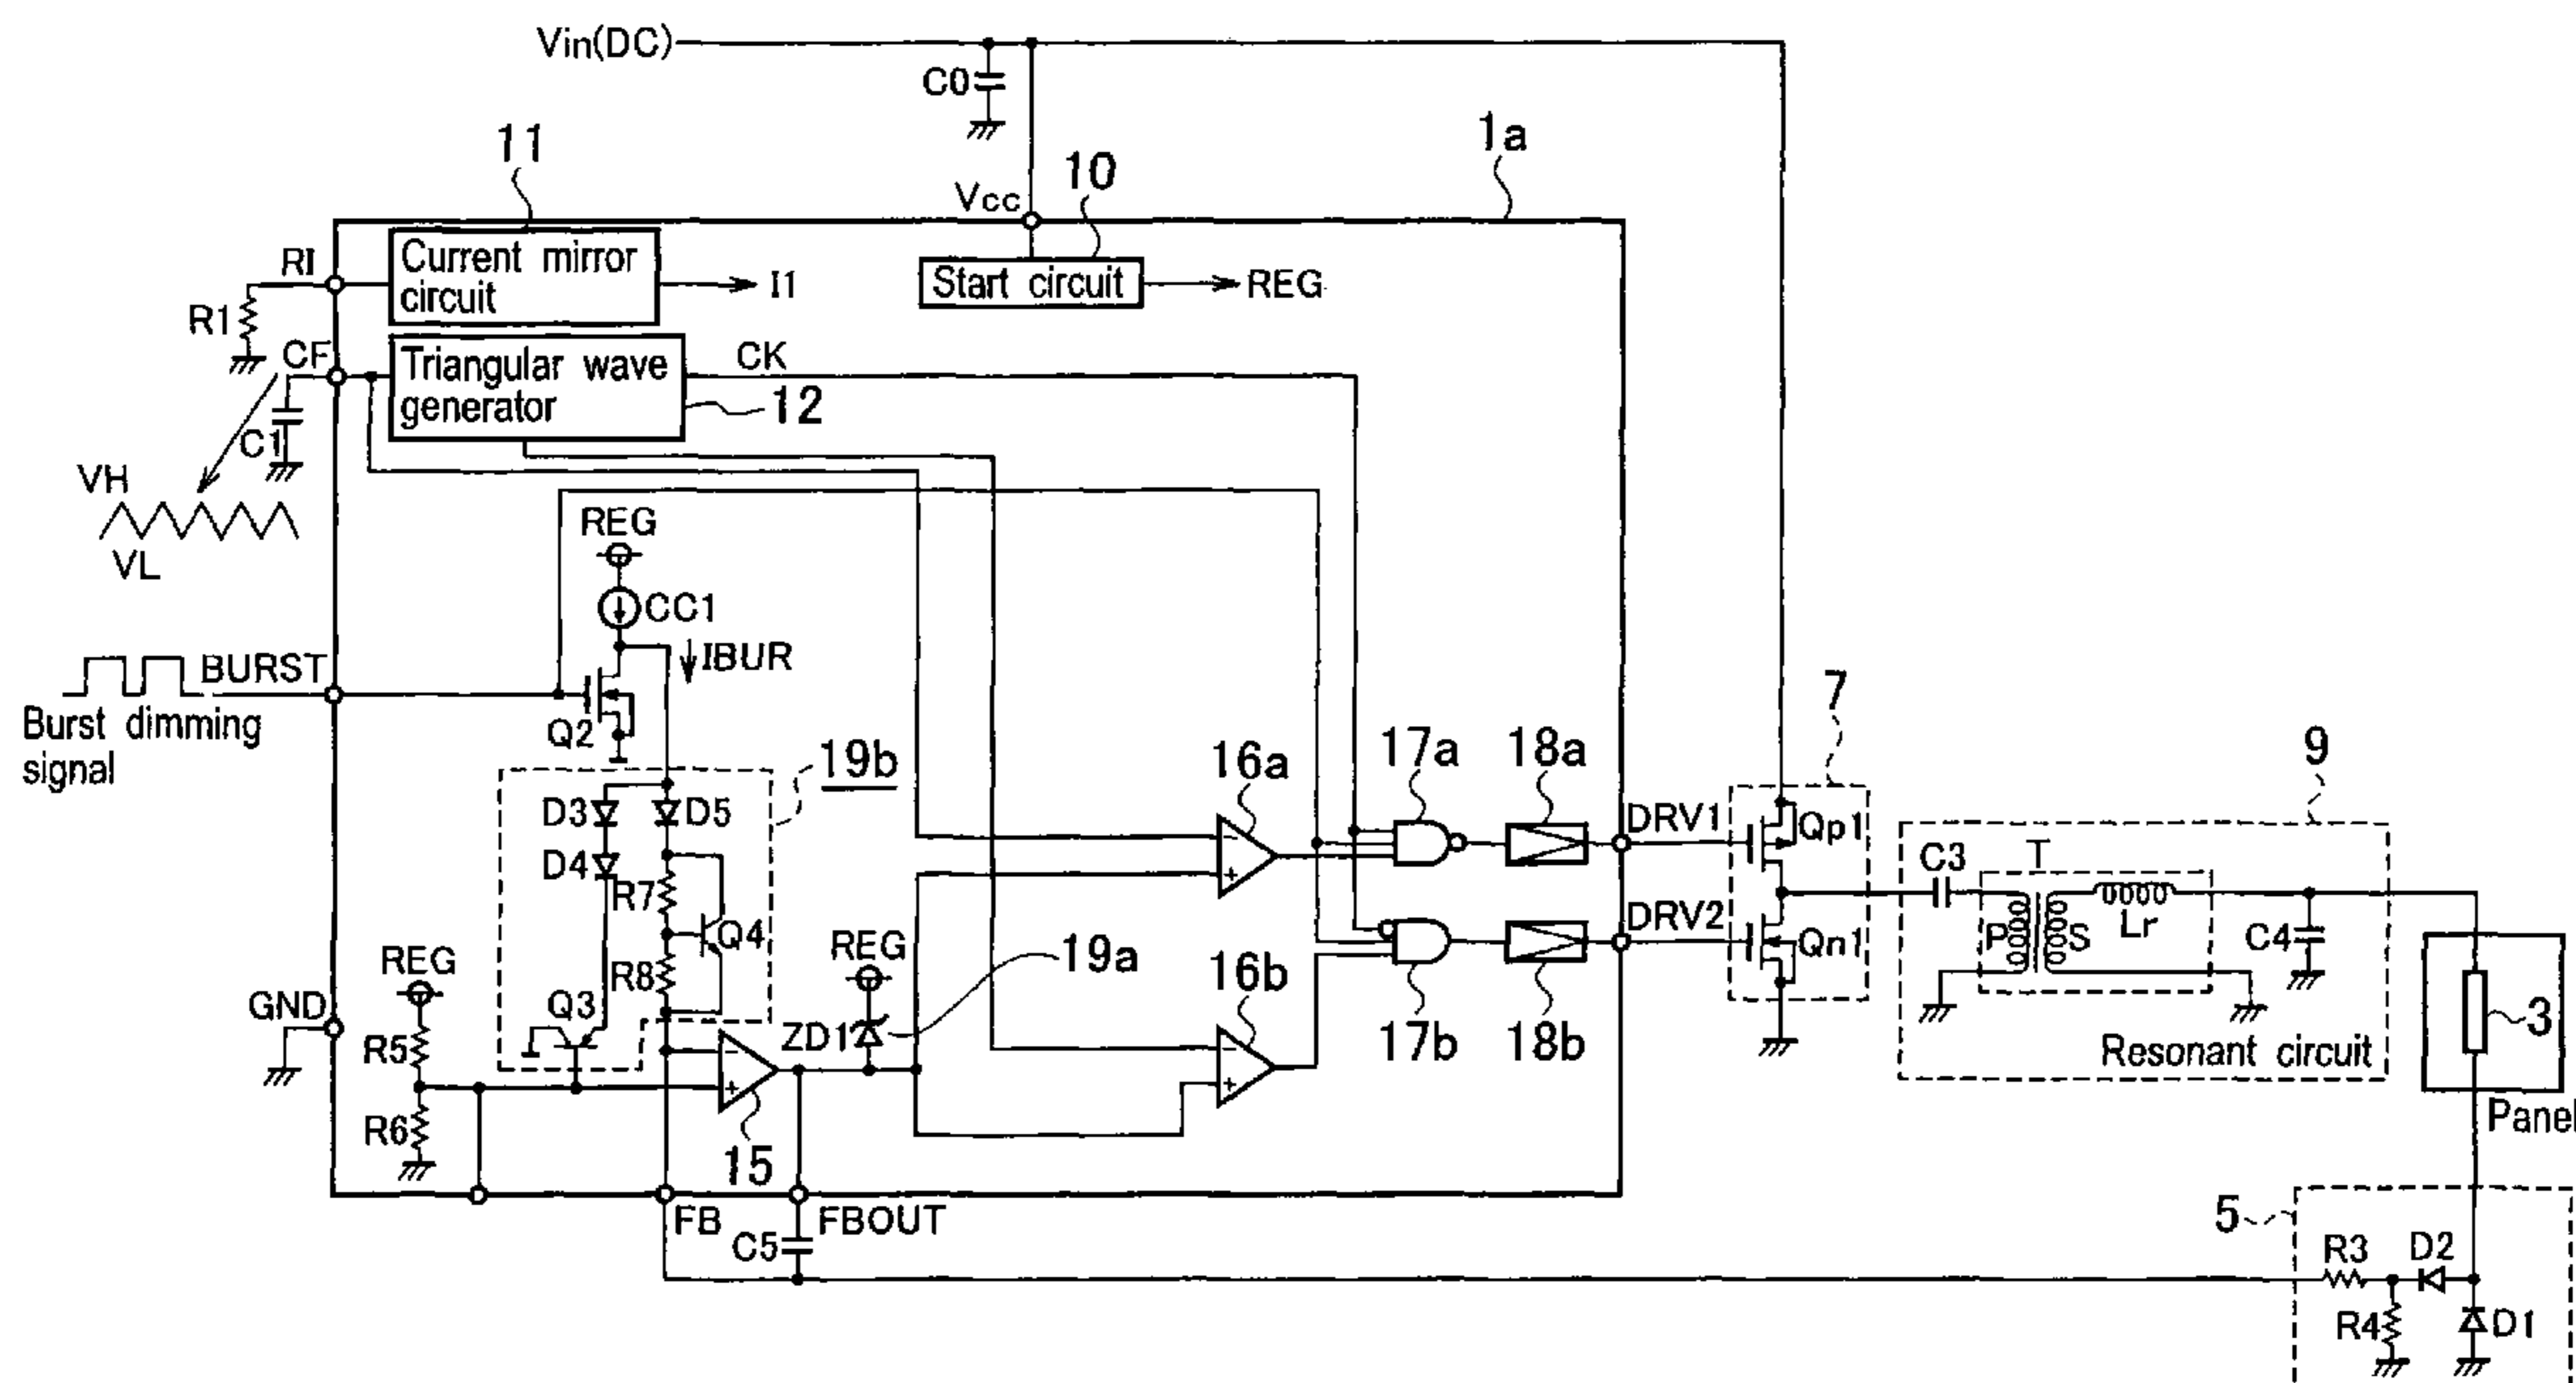 Vin(DC)
C0
11
10
1a
Vcc
RI
Current mirror
circuit
I1
Start circuit
REG
R1
CF
Triangular wave
generator
CK
12
C1
VH
VL
REG
CC1
IBUR
BURST
Burst dimming
signal
Q2
19b
D3
D5
D4
R7
Q4
R8
REG
19a
GND
Q3
ZD1
R5
R6
15
16a
17a
18a
DRV1
7
Qp1
9
C3
T
DRV2
P
S
Lr
C4
Qn1
16b
17b
18b
3
Resonant circuit
Panel
FB
FBOUT
C5
5
R3
D2
R4
D1